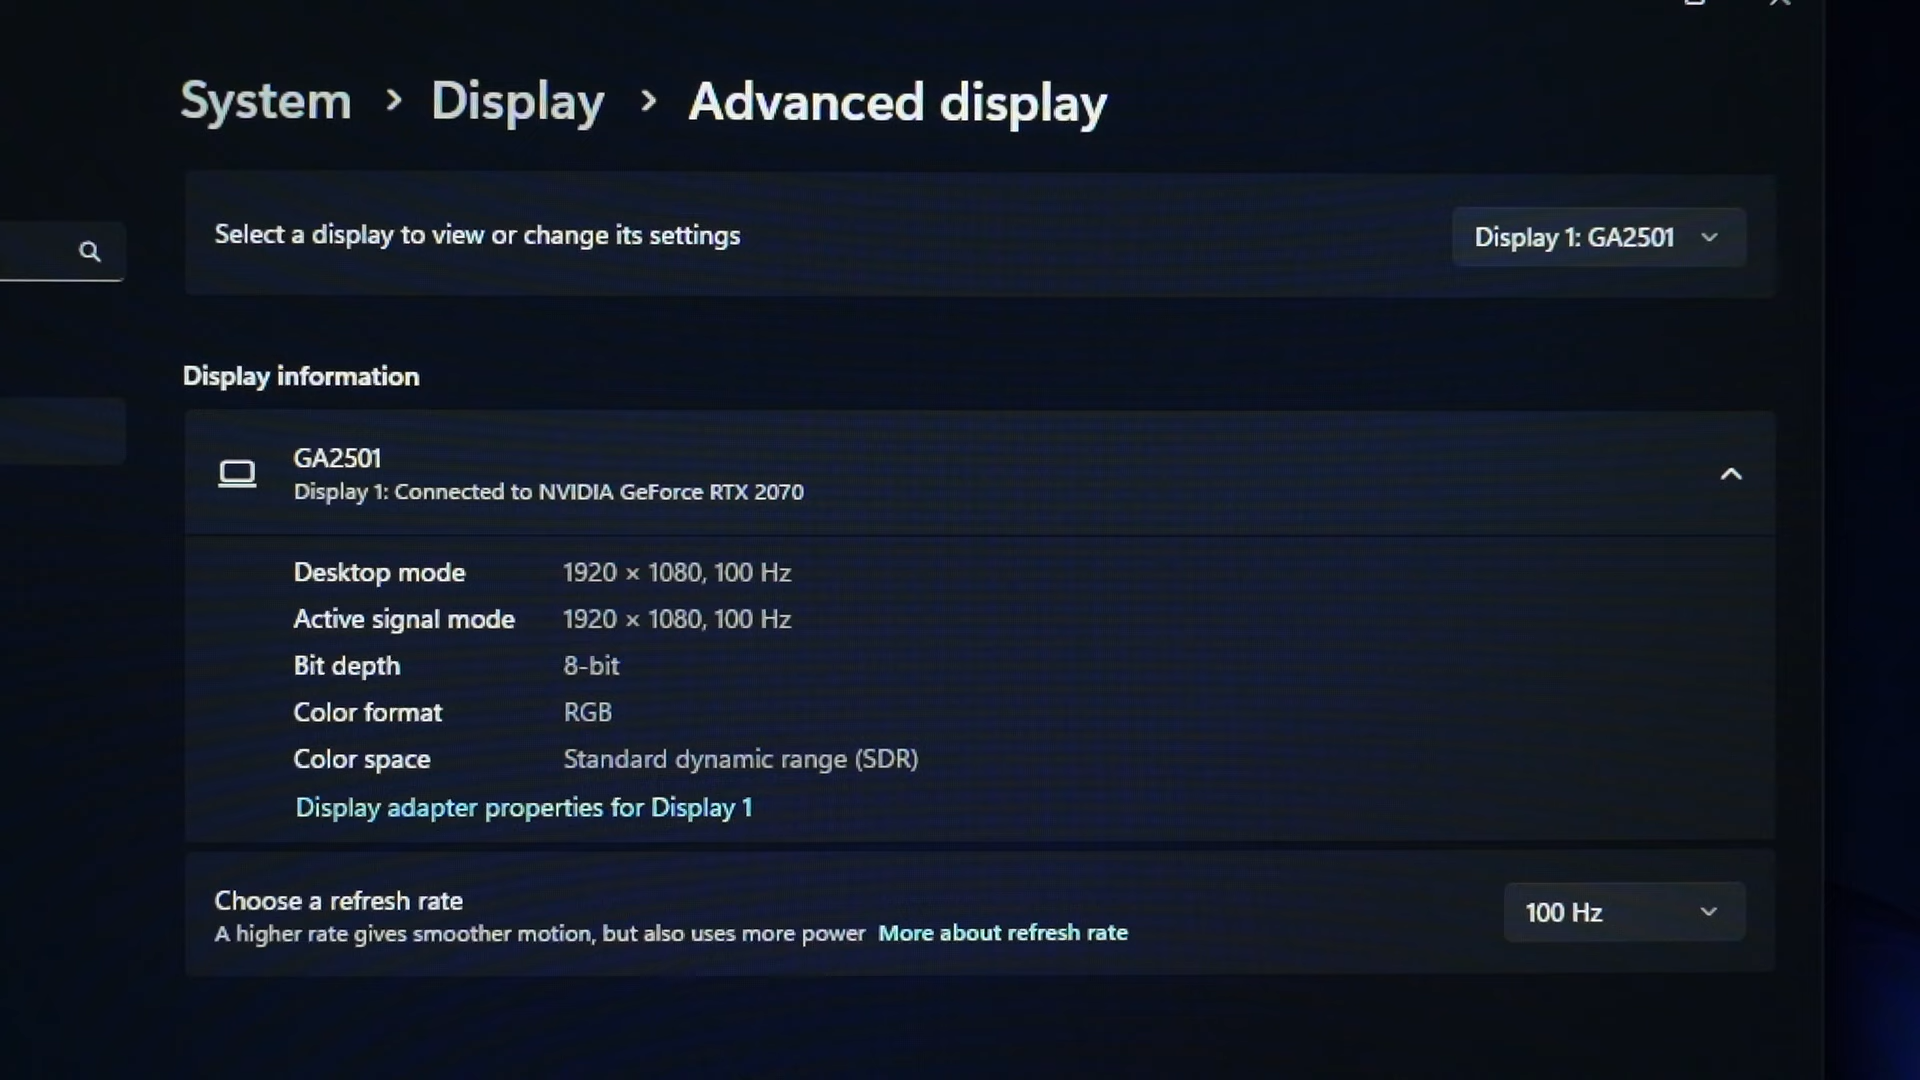 System > Display > Advanced display
Select a display to view or change its settings
Display 1: GA2501
Display information
GA2501
Display 1: Connected to NVIDIA GeForce RTX 2070
Desktop mode 1920 × 1080, 100 Hz
Active signal mode 1920 × 1080, 100 Hz
Bit depth 8-bit
Color format RGB
Color space Standard dynamic range (SDR)
Display adapter properties for Display 1
Choose a refresh rate
A higher rate gives smoother motion, but also uses more power More about refresh rate
100 Hz